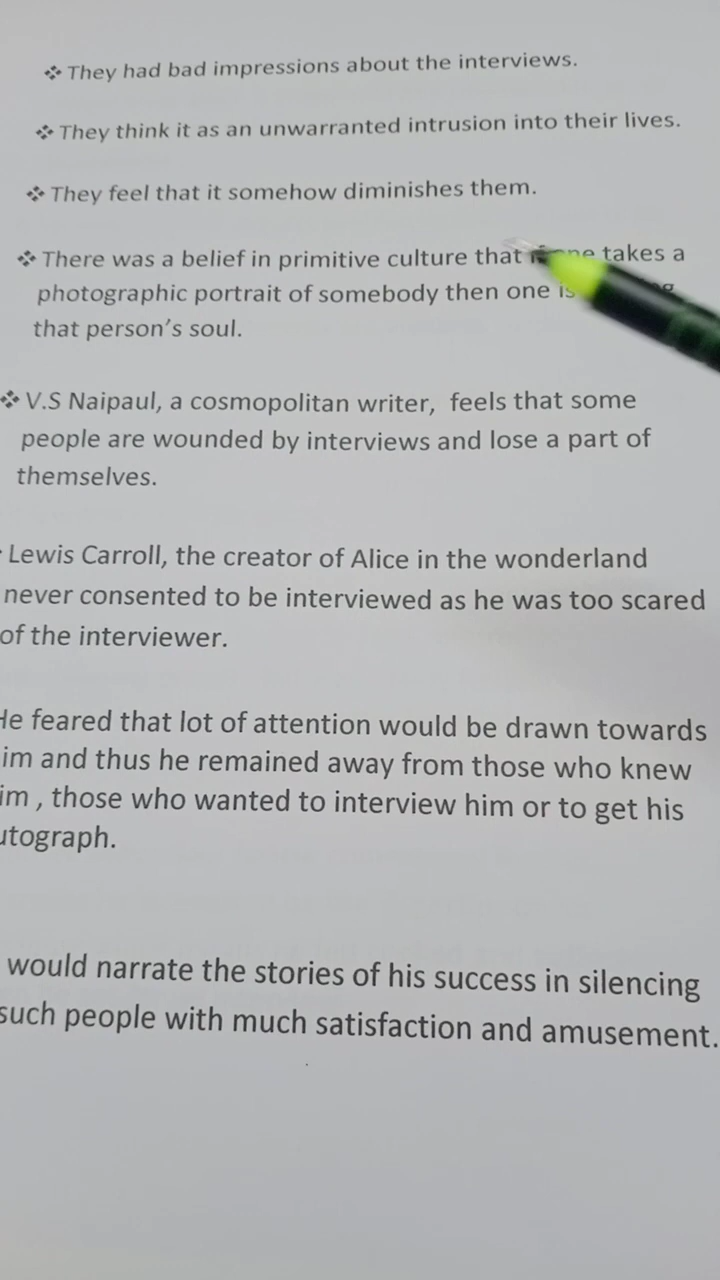 ❖ They had bad impressions about the interviews.
❖ They think it as an unwarranted intrusion into their lives.
❖ They feel that it somehow diminishes them.
❖ There was a belief in primitive culture that one takes a
photographic portrait of somebody then one is
that person's soul.
❖ V.S Naipaul, a cosmopolitan writer, feels that some
people are wounded by interviews and lose a part of
themselves.
Lewis Carroll, the creator of Alice in the wonderland
never consented to be interviewed as he was too scared
of the interviewer.
He feared that lot of attention would be drawn towards
im and thus he remained away from those who knew
im , those who wanted to interview him or to get his
utograph.
would narrate the stories of his success in silencing
such people with much satisfaction and amusement.